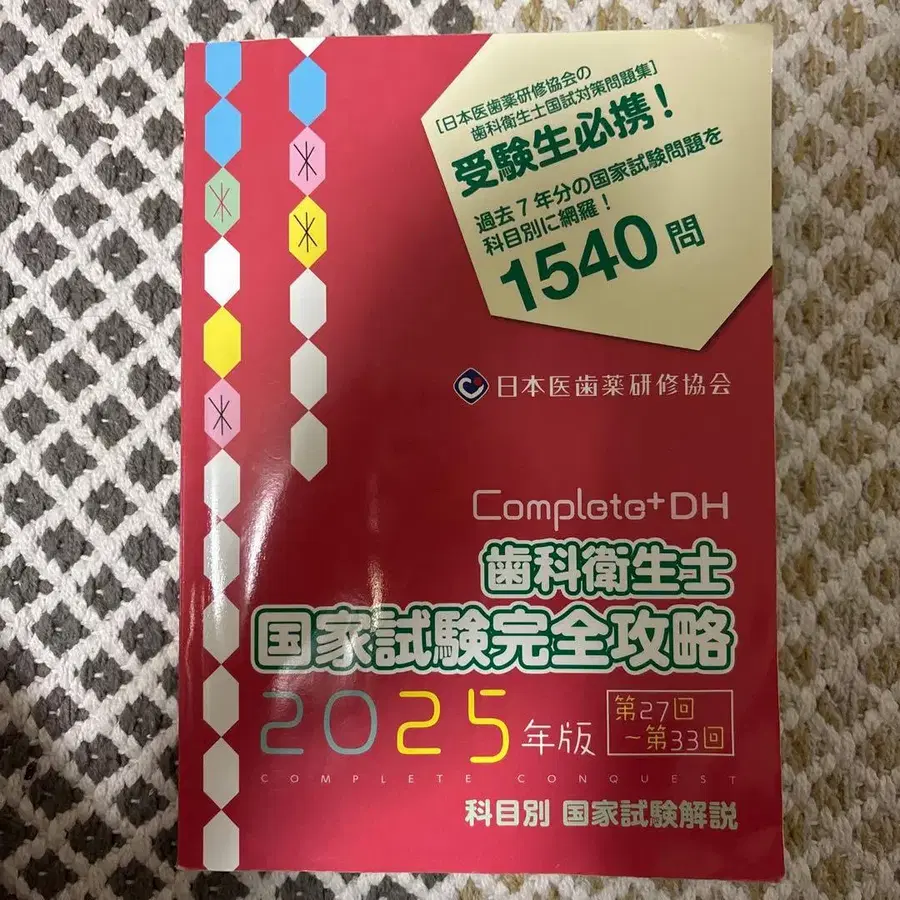 [日本医歯薬研修協会の
歯科衛生士国試対策問題集]
受験生必携!
過去7年分の国家試験問題を
科目別に網羅!
1540問
日本医歯薬研修協会
Complete+DH
歯科衛生士
国家試験完全攻略
2025年版
第27回
~第33回
COMPLETE CONQUEST
科目別 国家試験解説